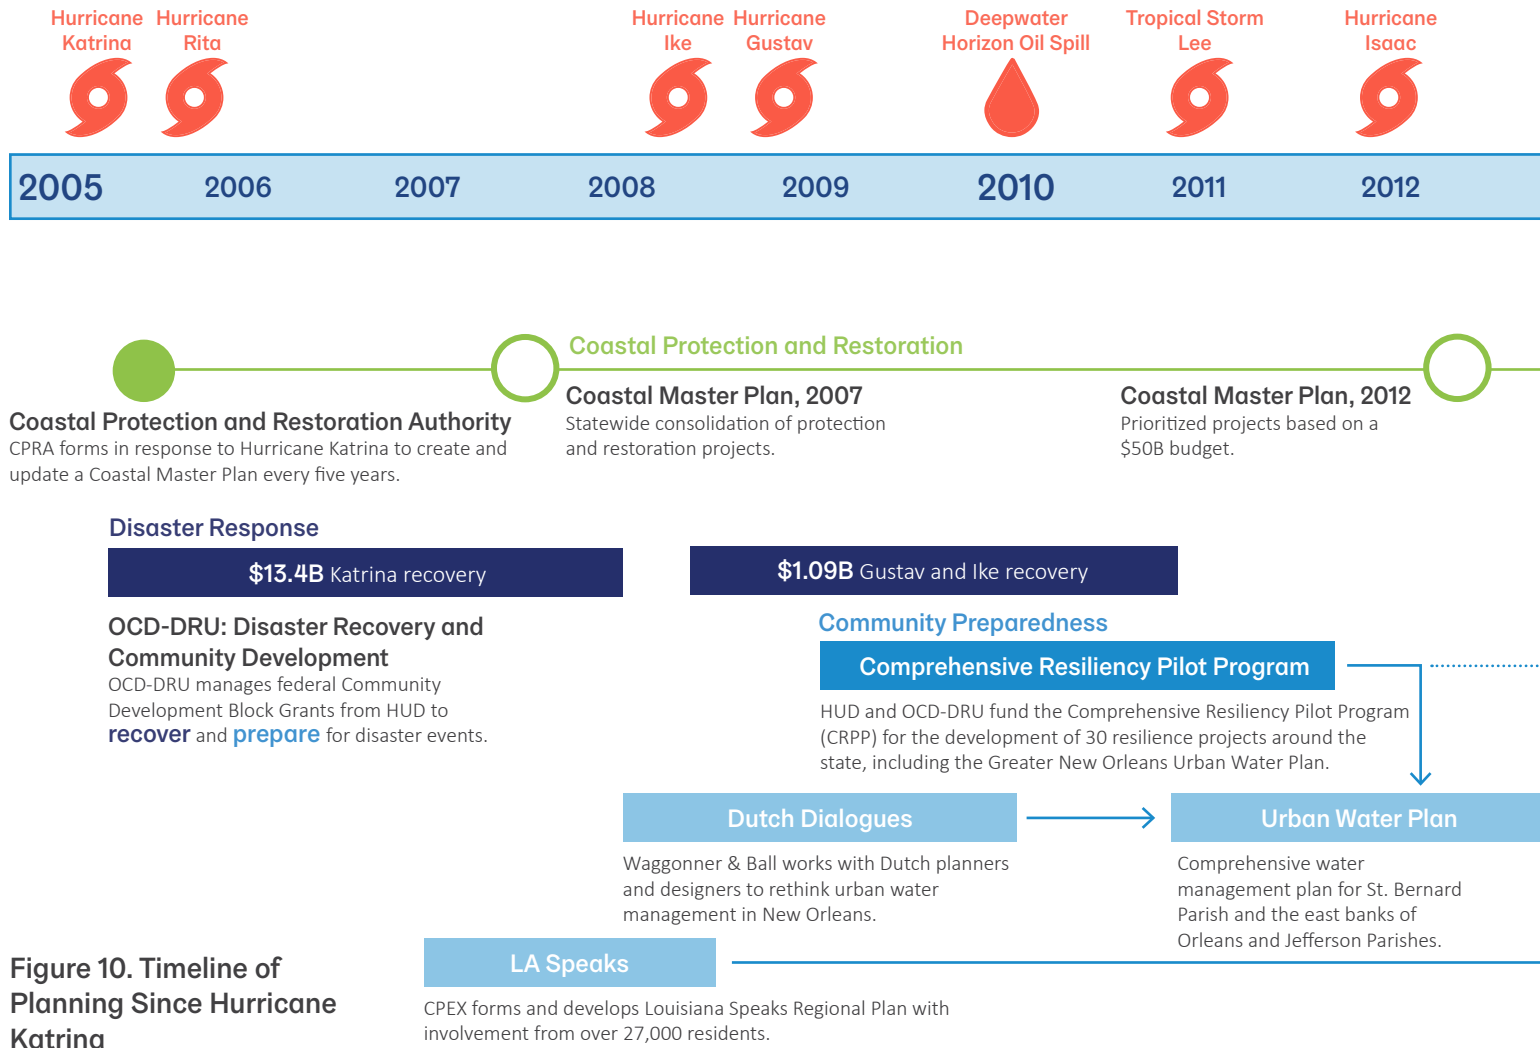 Hurricane
Katrina
Hurricane
Rita
Hurricane
Ike
Hurricane
Gustav
Deepwater
Horizon Oil Spill
Tropical Storm
Lee
Hurricane
Isaac
2005
2006
2007
2008
2009
2010
2011
2012
Coastal Protection and Restoration
Coastal Protection and Restoration Authority
CPRA forms in response to Hurricane Katrina to create and
update a Coastal Master Plan every five years.
Coastal Master Plan, 2007
Statewide consolidation of protection
and restoration projects.
Coastal Master Plan, 2012
Prioritized projects based on a
$50B budget.
Disaster Response
$13.4B Katrina recovery
$1.09B Gustav and Ike recovery
OCD-DRU: Disaster Recovery and
Community Development
OCD-DRU manages federal Community
Development Block Grants from HUD to
recover and prepare for disaster events.
Community Preparedness
Comprehensive Resiliency Pilot Program
HUD and OCD-DRU fund the Comprehensive Resiliency Pilot Program
(CRPP) for the development of 30 resilience projects around the
state, including the Greater New Orleans Urban Water Plan.
Dutch Dialogues
Waggonner & Ball works with Dutch planners
and designers to rethink urban water
management in New Orleans.
Urban Water Plan
Comprehensive water
management plan for St. Bernard
Parish and the east banks of
Orleans and Jefferson Parishes.
LA Speaks
CPEX forms and develops Louisiana Speaks Regional Plan with
involvement from over 27,000 residents.
Figure 10. Timeline of
Planning Since Hurricane
Katrina